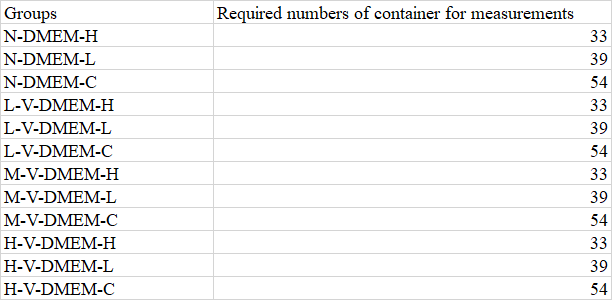 Groups Required numbers of container for measurements
N-DMEM-H 33
N-DMEM-L 39
N-DMEM-C 54
L-V-DMEM-H 33
L-V-DMEM-L 39
L-V-DMEM-C 54
M-V-DMEM-H 33
M-V-DMEM-L 39
M-V-DMEM-C 54
H-V-DMEM-H 33
H-V-DMEM-L 39
H-V-DMEM-C 54